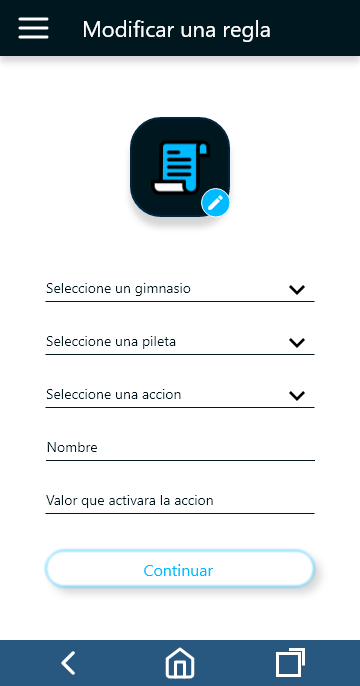 Modificar una regla
Seleccione un gimnasio
Seleccione una pileta
Seleccione una accion
Nombre
Valor que activara la accion
Continuar